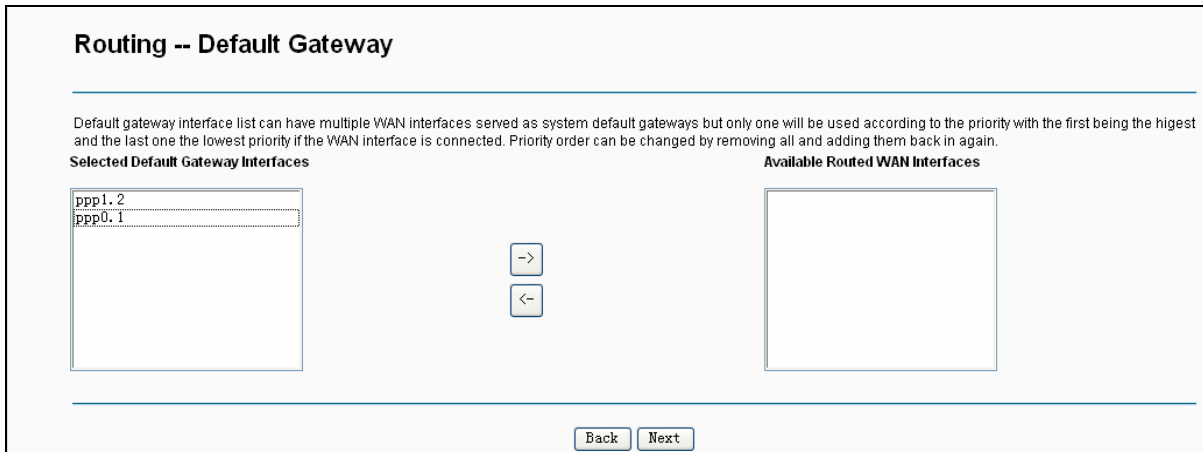 Routing -- Default Gateway
Default gateway interface list can have multiple WAN interfaces served as system default gateways but only one will be used according to the priority with the first being the higest
and the last one the lowest priority if the WAN interface is connected. Priority order can be changed by removing all and adding them back in again.
Selected Default Gateway Interfaces
Available Routed WAN Interfaces
ppp1.2
ppp0.1
->
<-
Back Next